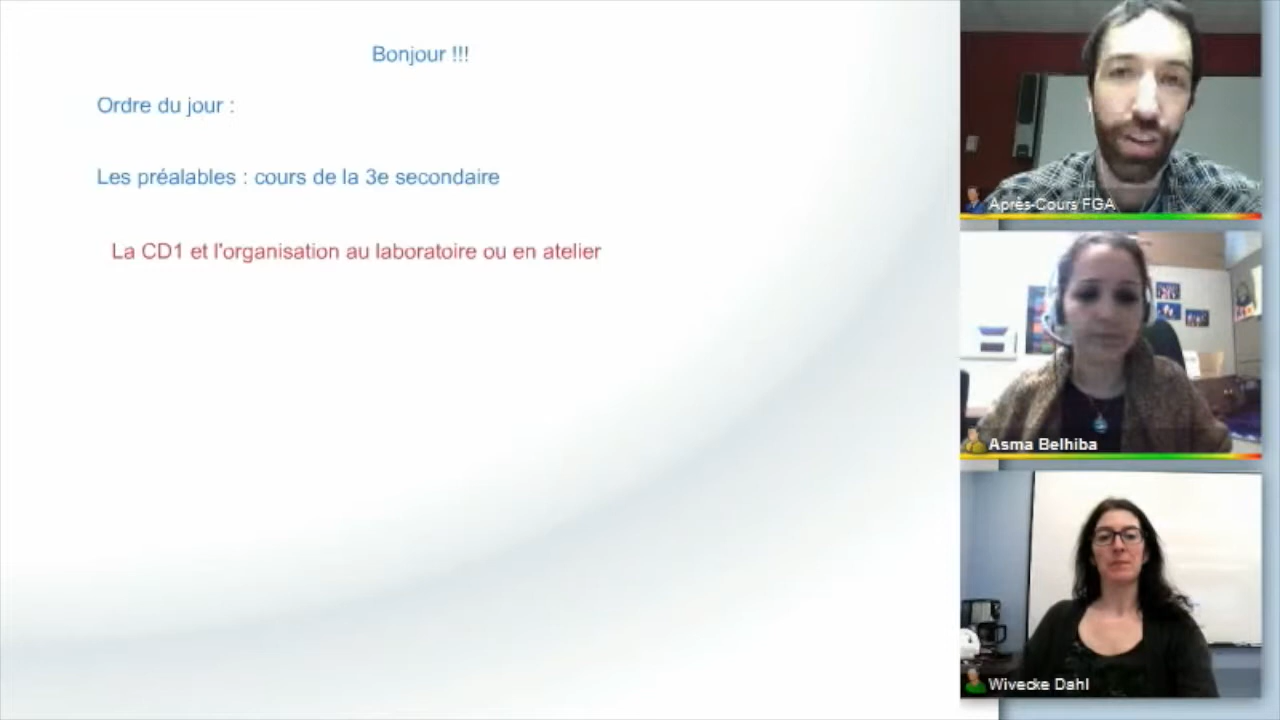 Bonjour !!!
Ordre du jour :
Les préalables : cours de la 3e secondaire
La CD1 et l'organisation au laboratoire ou en atelier
Après-Cours FGA
Asma Belhiba
Wivecke Dahl